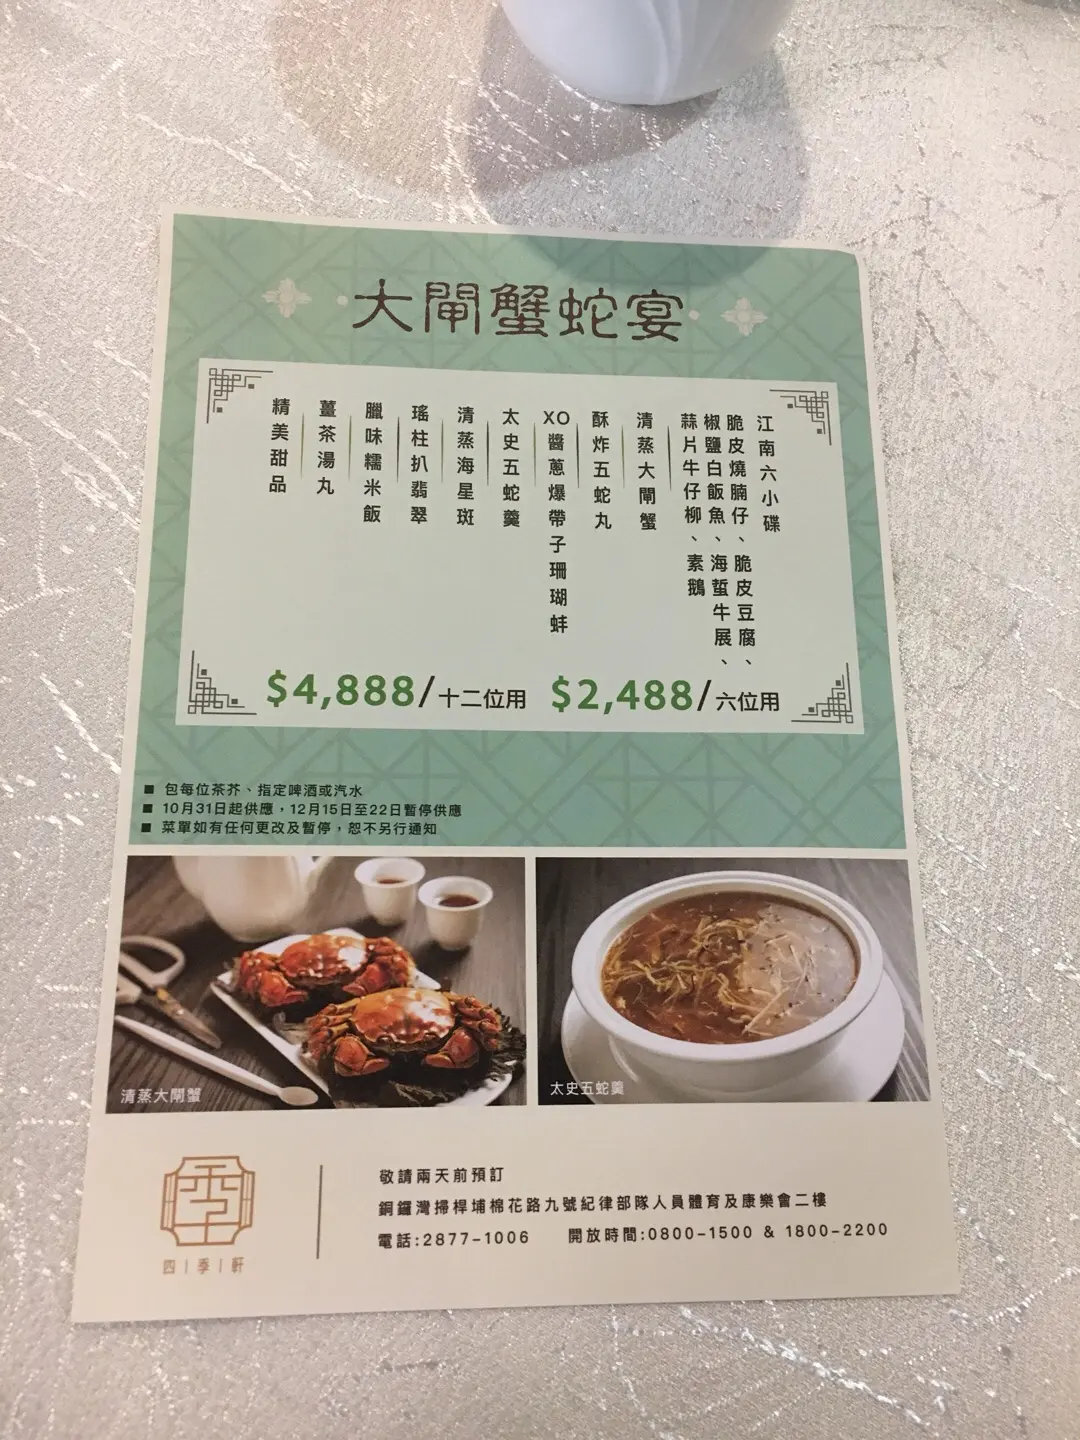 大閘蟹蛇宴
江南六小碟
脆皮燒腩仔、脆皮豆腐、
椒鹽白飯魚、海蜇牛展、
蒜片牛仔柳、素鵝
清蒸大閘蟹
酥炸五蛇丸
XO醬蔥爆帶子珊瑚蚌
太史五蛇羹
清蒸海星斑
瑤柱扒翡翠
臘味糯米飯
薑茶湯丸
精美甜品
$4,888/十二位用 $2,488/六位用
■ 包每位茶芥、指定啤酒或汽水
■ 10月31日起供應，12月15日至22日暫停供應
■ 菜單如有任何更改及暫停，恕不另行通知
清蒸大閘蟹
太史五蛇羹
敬請兩天前預訂
銅鑼灣掃桿埔棉花路九號紀律部隊人員體育及康樂會二樓
電話:2877-1006 開放時間:0800-1500 & 1800-2200
四|季|軒